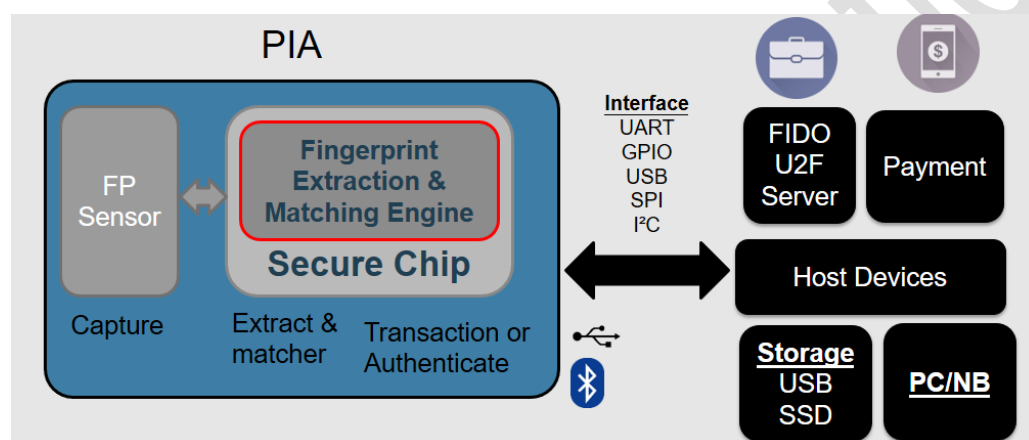 PIA
FP
Sensor
Fingerprint
Extraction &
Matching Engine
Secure Chip
Capture
Extract &
matcher
Transaction or
Authenticate
Interface
UART
GPIO
USB
SPI
I²C
$
FIDO
U2F
Server
Payment
Host Devices
Storage
USB
SSD
PC/NB